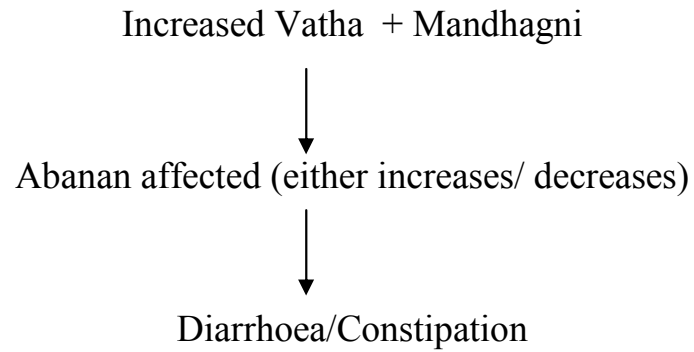 Increased Vatha + Mandhagni
Abanan affected (either increases/ decreases)
Diarrhoea/Constipation